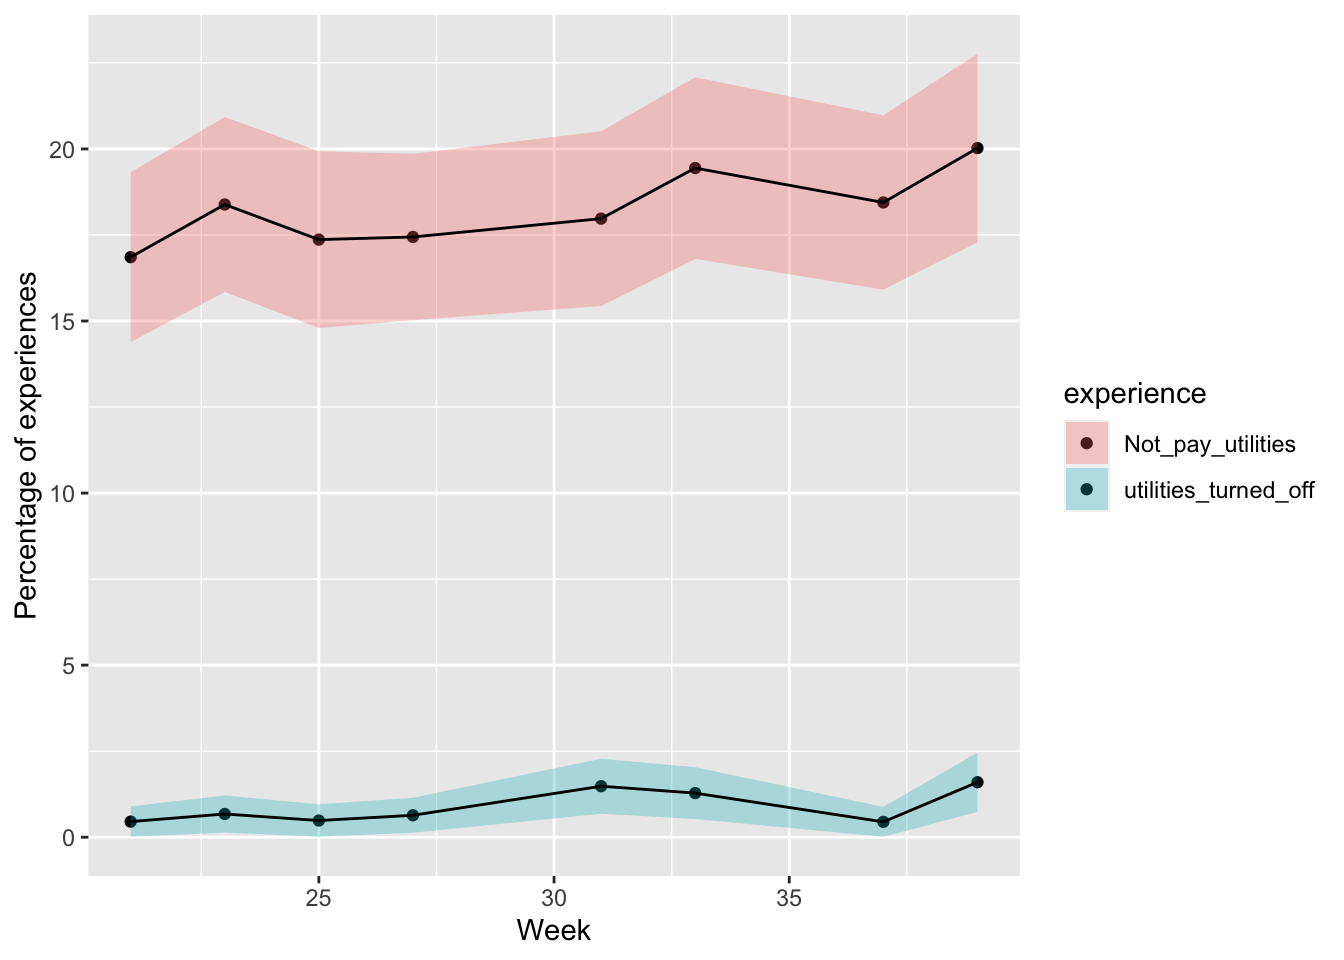 Percentage of experiences
20
15
10
5
0
25
30
35
Week
experience
Not_pay_utilities
utilities_turned_off